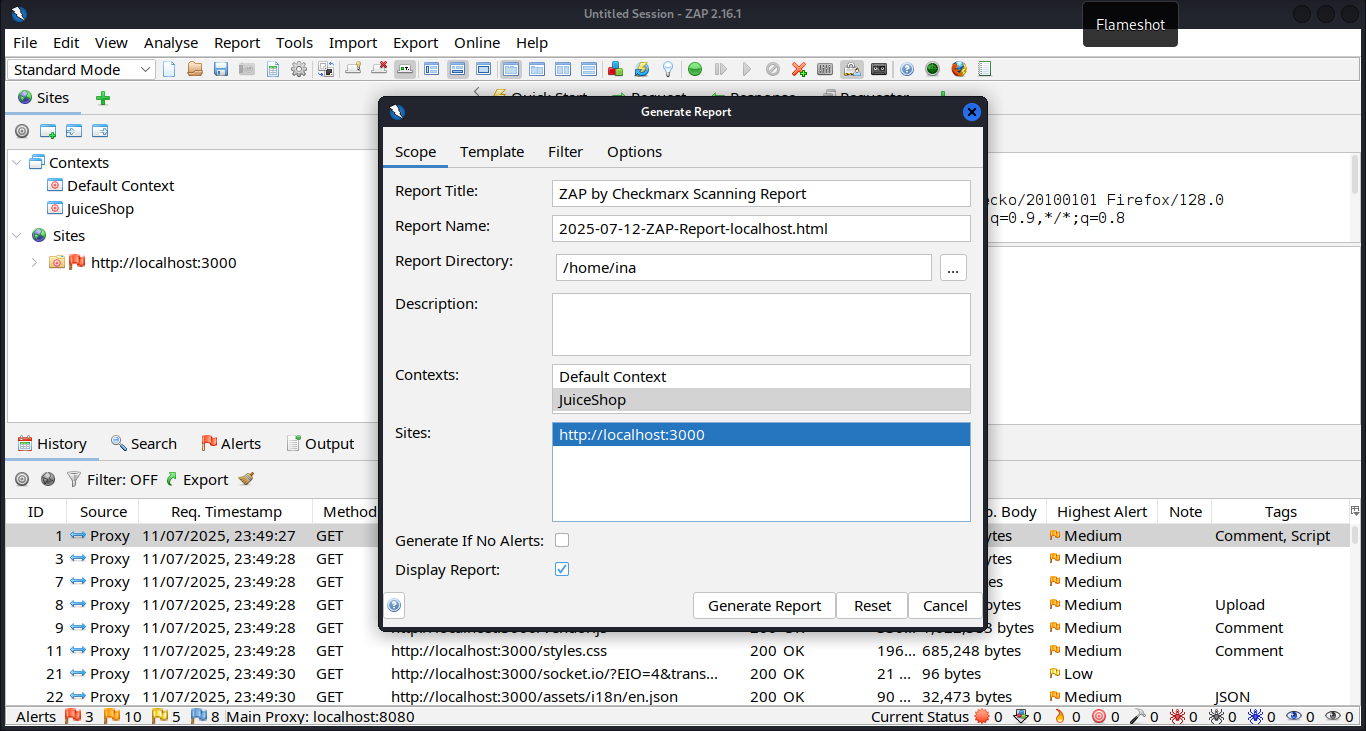 Untitled Session - ZAP 2.16.1
Flameshot
File Edit View Analyse Report Tools Import Export Online Help
Standard Mode
Sites
Quick Start Request Response Requester
Contexts
Default Context
JuiceShop
Sites
http://localhost:3000
Generate Report
Scope Template Filter Options
Report Title: ZAP by Checkmarx Scanning Report
Report Name: 2025-07-12-ZAP-Report-localhost.html
Report Directory: /home/ina ...
Description:
Contexts: Default Context
JuiceShop
Sites: http://localhost:3000
Generate If No Alerts:
Display Report:
Generate Report Reset Cancel
cko/20100101 Firefox/128.0
q=0.9,*/*;q=0.8
History Search Alerts Output
Filter: OFF Export
ID Source Req. Timestamp Method Body Highest Alert Note Tags
1 Proxy 11/07/2025, 23:49:27 GET ytes Medium Comment, Script
3 Proxy 11/07/2025, 23:49:28 GET ytes Medium
7 Proxy 11/07/2025, 23:49:28 GET es Medium
8 Proxy 11/07/2025, 23:49:28 GET bytes Medium Upload
9 Proxy 11/07/2025, 23:49:28 GET bytes Medium Comment
11 Proxy 11/07/2025, 23:49:28 GET http://localhost:3000/styles.css 200 OK 196... 685,248 bytes Medium Comment
21 Proxy 11/07/2025, 23:49:30 GET http://localhost:3000/socket.io/?EIO=4&trans... 200 OK 21 ... 96 bytes Low
22 Proxy 11/07/2025, 23:49:30 GET http://localhost:3000/assets/i18n/en.json 200 OK 90 ... 32,473 bytes Medium JSON
Alerts 3 10 5 8 Main Proxy: localhost:8080 Current Status 0 0 0 0 0 0 0 0 0 0